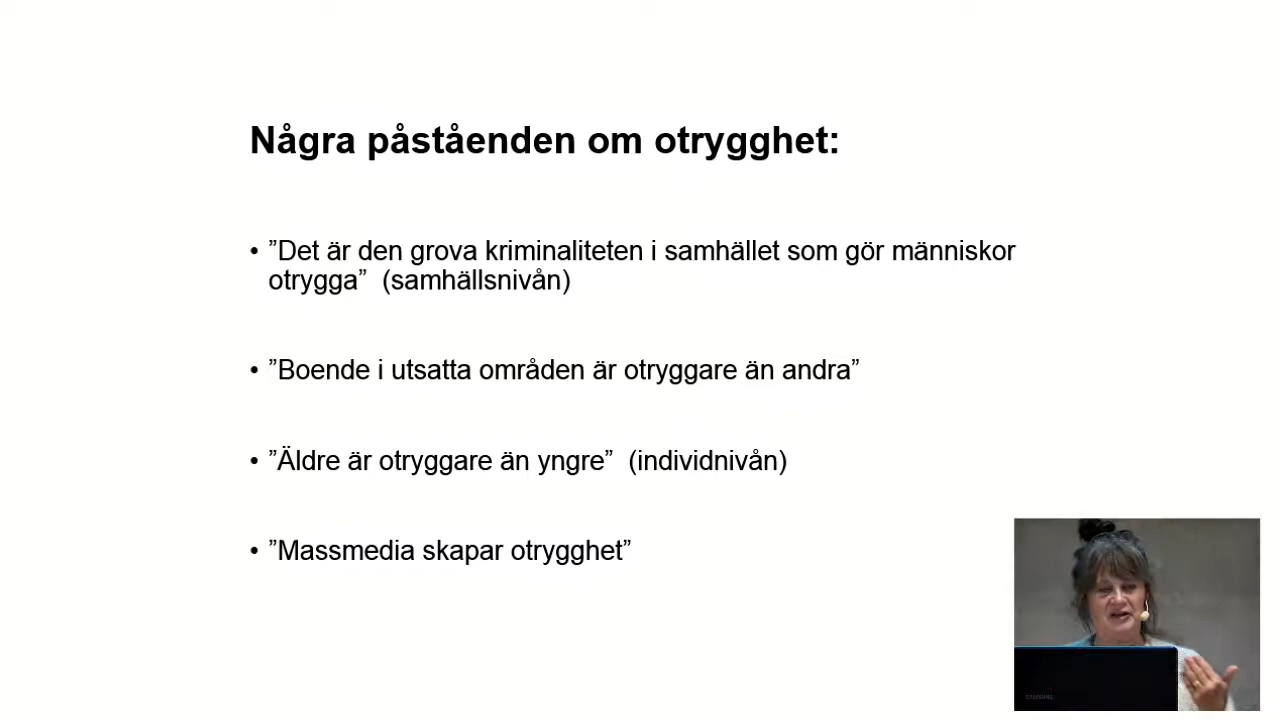 Några påståenden om otrygghet:
• ”Det är den grova kriminaliteten i samhället som gör människor
otrygga” (samhällsnivån)
• ”Boende i utsatta områden är otryggare än andra”
• ”Äldre är otryggare än yngre” (individnivån)
• ”Massmedia skapar otrygghet”
SAMSUNG